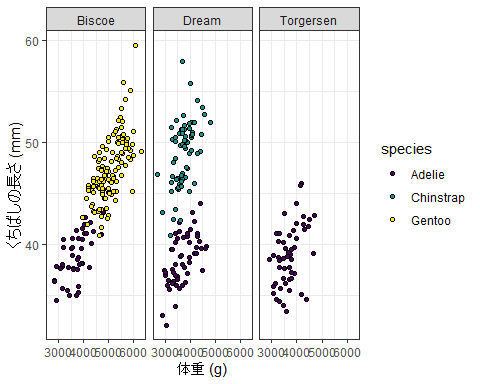 Biscoe Dream Torgersen
60
50
40
くちばしの長さ (mm)
3000 4000 5000 6000 3000 4000 5000 6000 3000 4000 5000 6000
体重 (g)
species
Adelie
Chinstrap
Gentoo